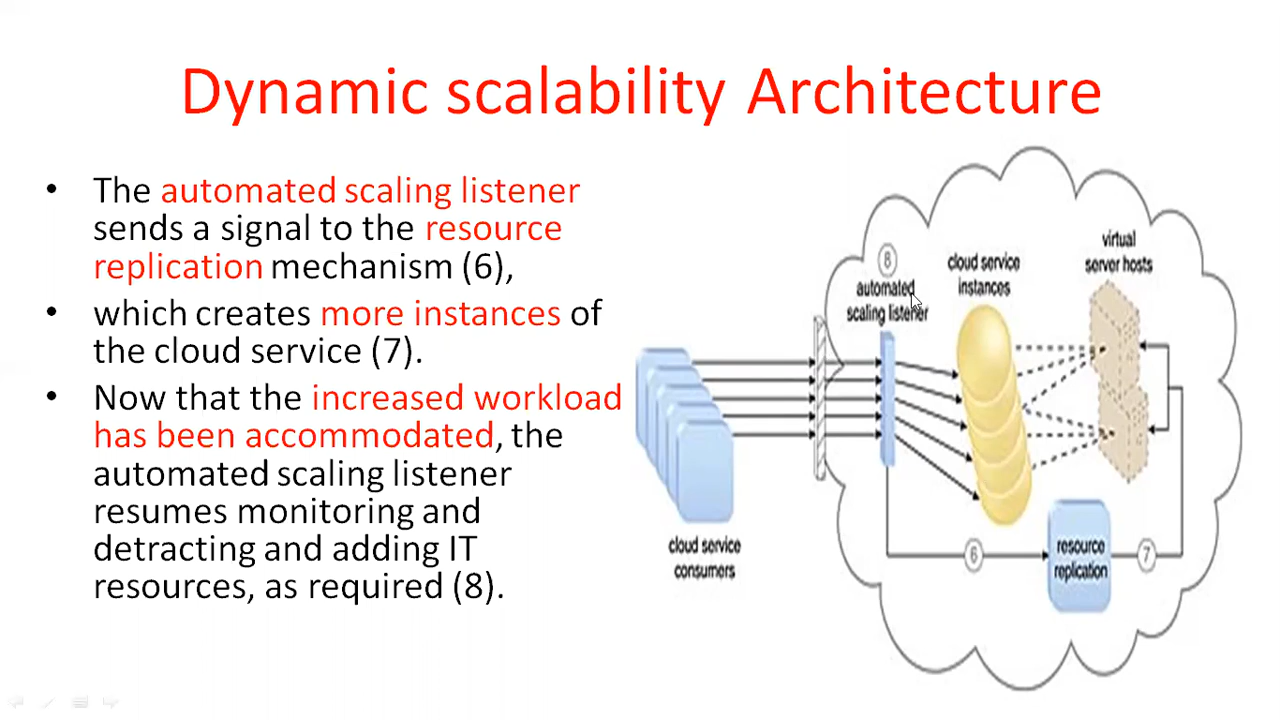 Dynamic scalability Architecture
• The automated scaling listener
sends a signal to the resource
replication mechanism (6),
• which creates more instances of
the cloud service (7).
• Now that the increased workload
has been accommodated, the
automated scaling listener
resumes monitoring and
detracting and adding IT
resources, as required (8).
8
automated
scaling listener
cloud service
instances
virtual
server hosts
cloud service
consumers
6
resource
replication
7